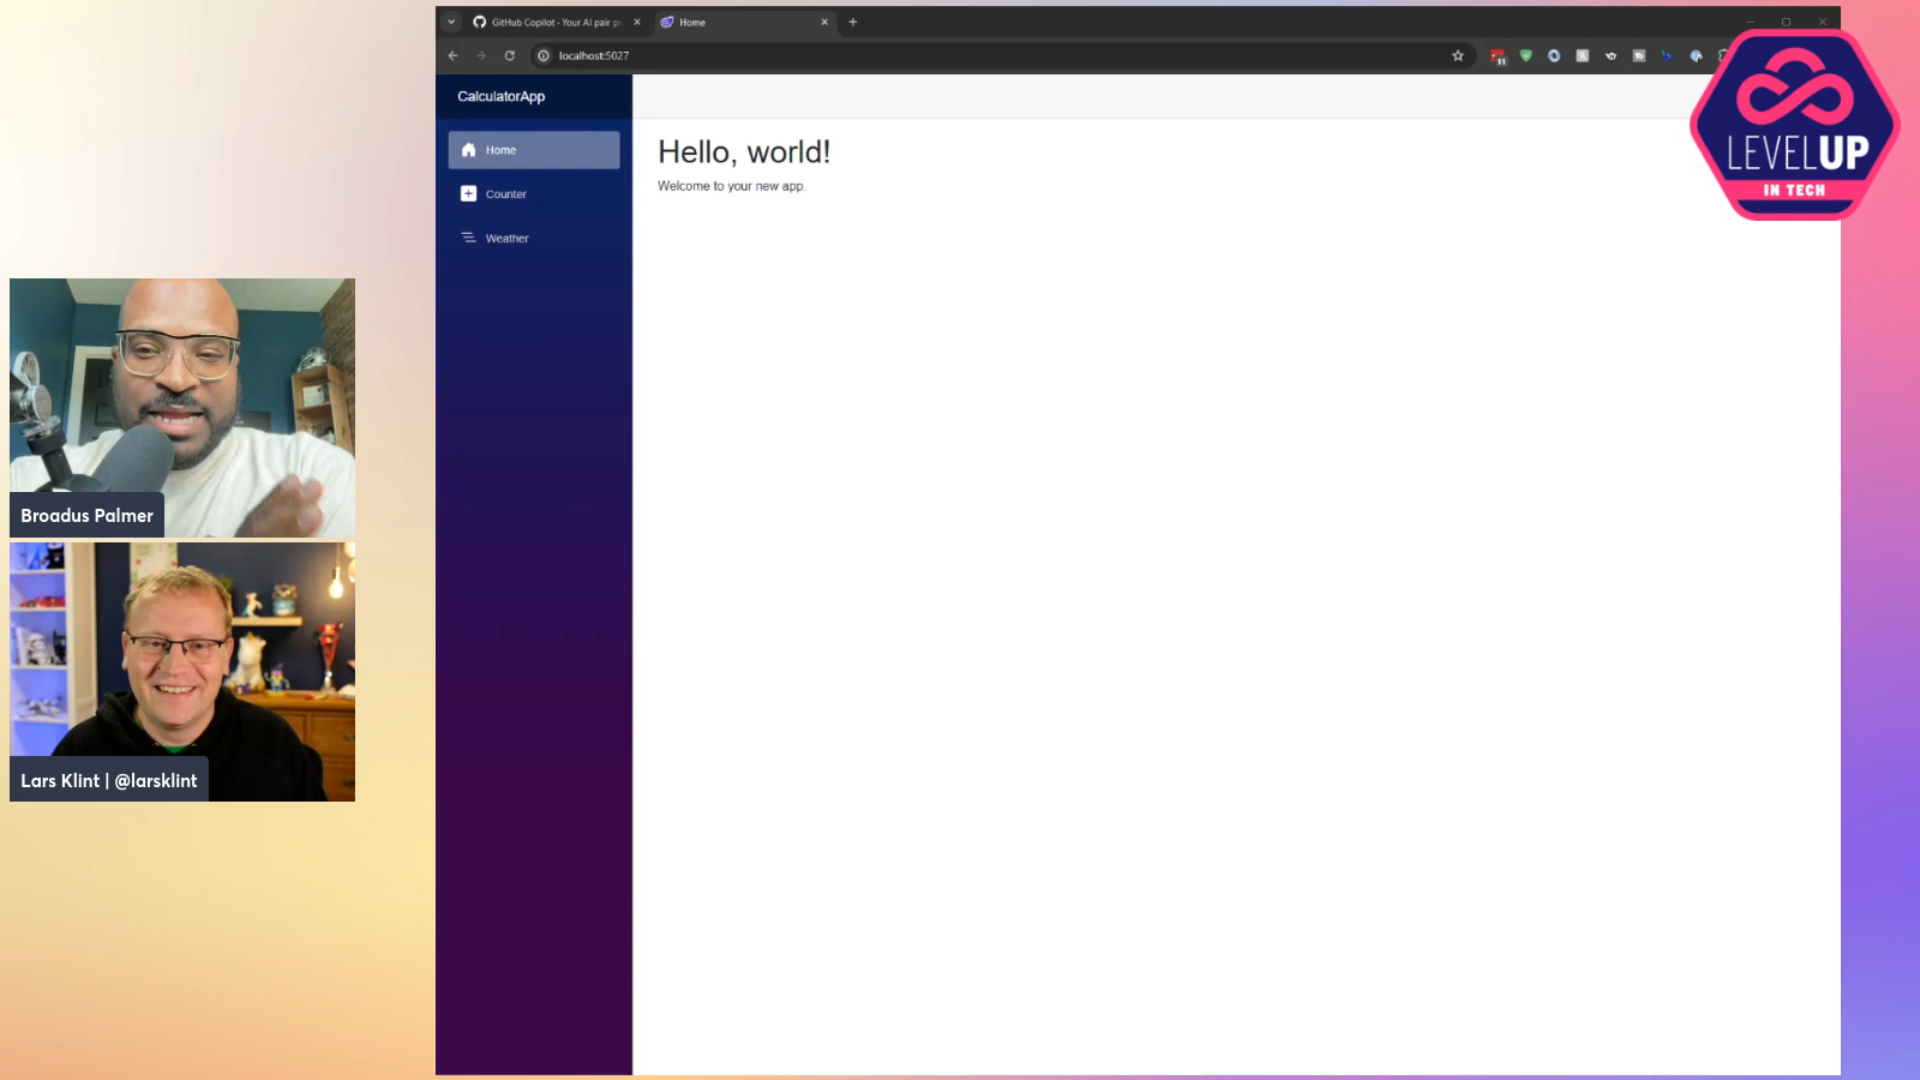 GitHub Copilot - Your AI pair pr
Home
localhost:5027
CalculatorApp
Home
Counter
Weather
Hello, world!
Welcome to your new app.
LEVELUP
IN TECH
Broadus Palmer
Lars Klint | @larsklint